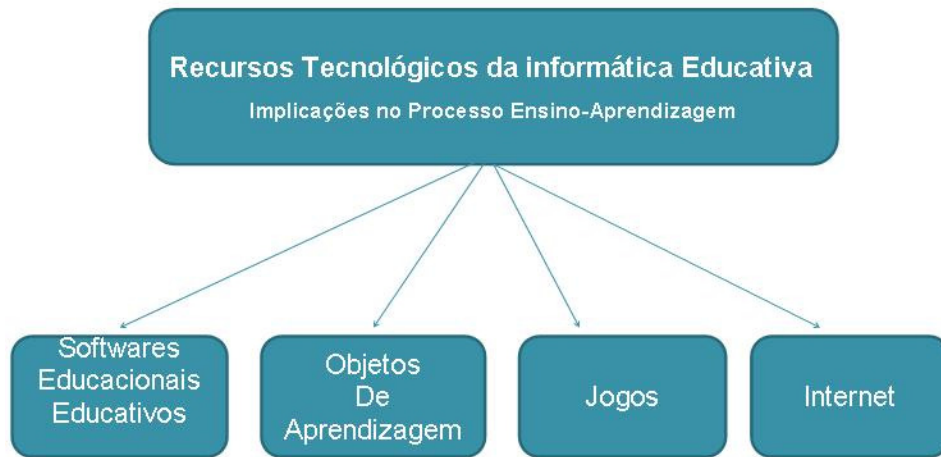 Recursos Tecnológicos da informática Educativa
Implicações no Processo Ensino-Aprendizagem
Softwares
Educacionais
Educativos
Objetos
De
Aprendizagem
Jogos
Internet